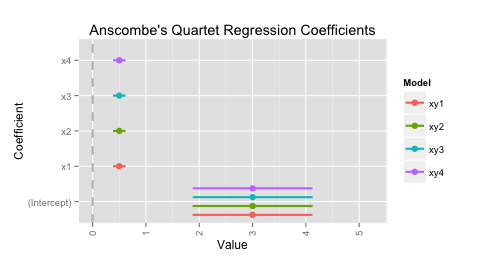 Anscombe's Quartet Regression Coefficients
Coefficient
x4
x3
x2
x1
(Intercept)
0 1 2 3 4 5
Value
Model
xy1
xy2
xy3
xy4